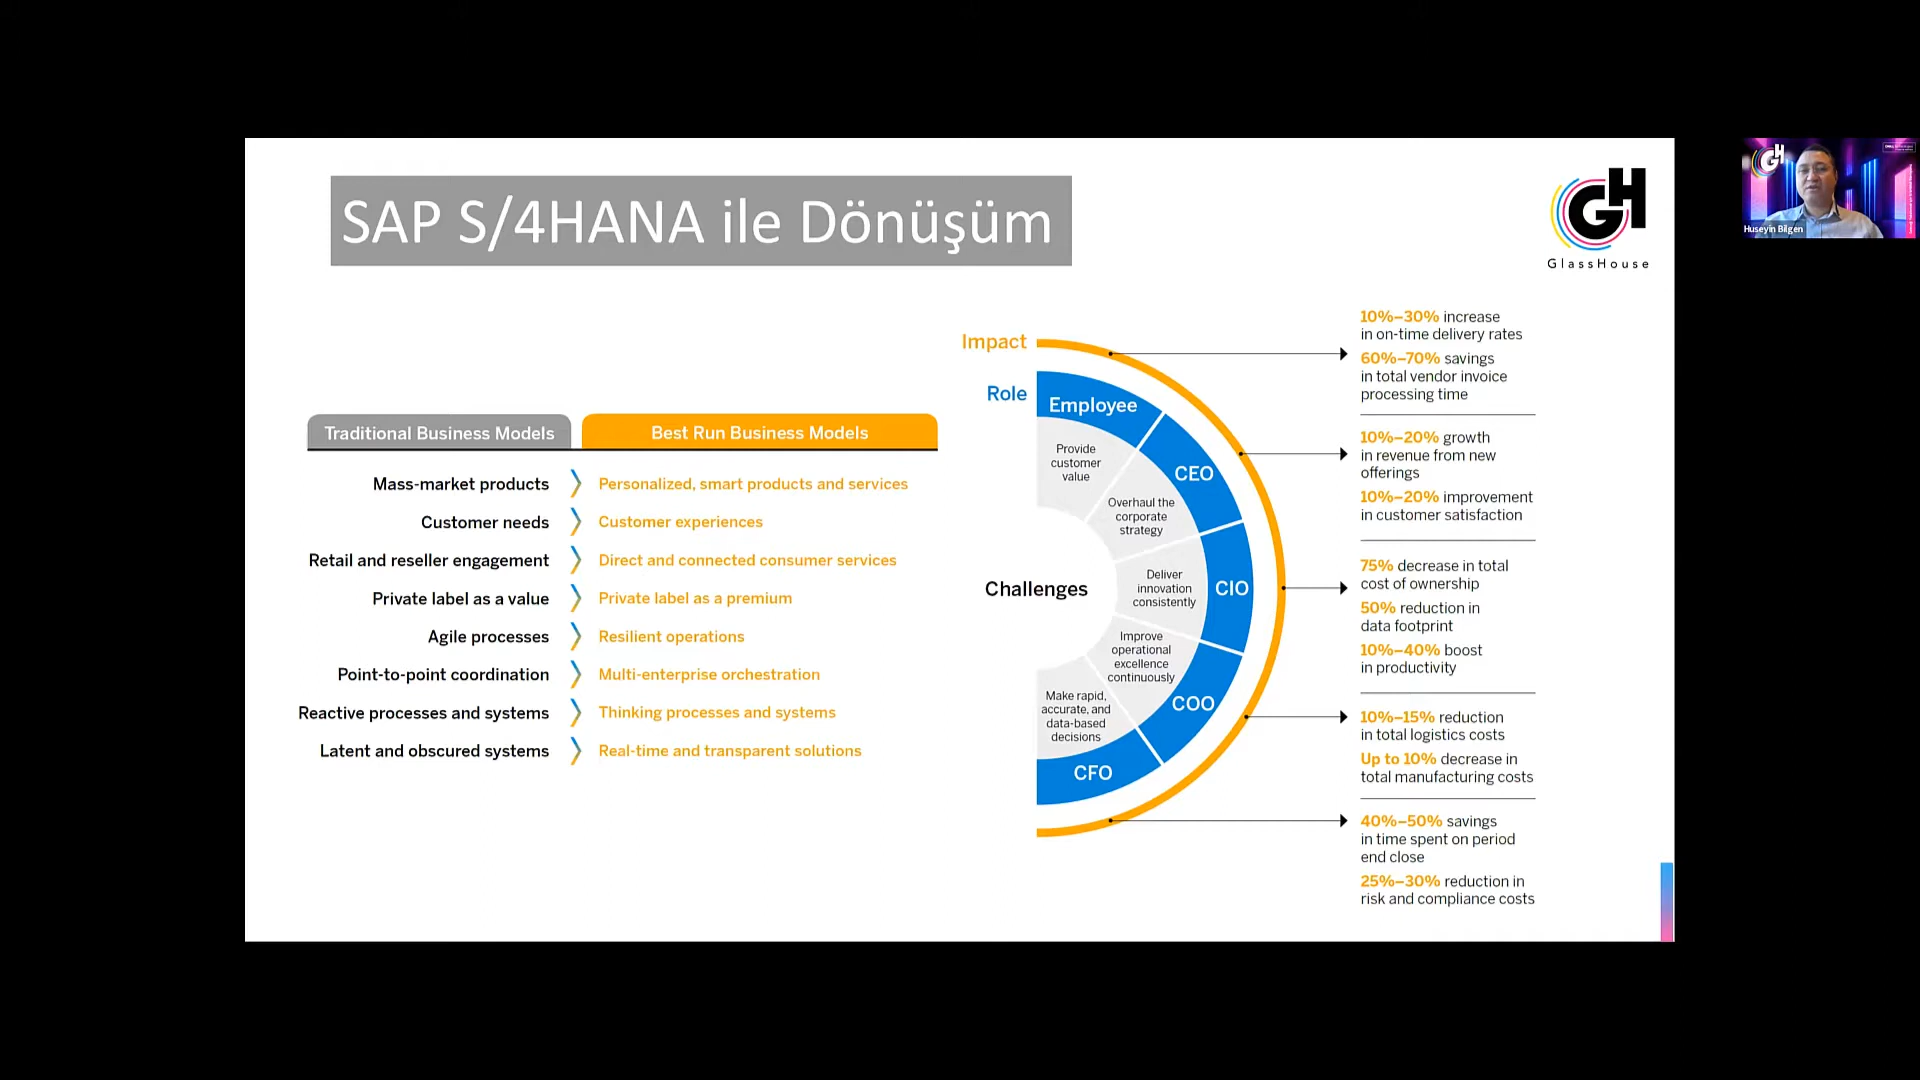 SAP S/4HANA ile Dönüşüm
GH
GlassHouse
GH
Huseyin Bilgen
Traditional Business Models
Best Run Business Models
Mass-market products
Personalized, smart products and services
Customer needs
Customer experiences
Retail and reseller engagement
Direct and connected consumer services
Private label as a value
Private label as a premium
Agile processes
Resilient operations
Point-to-point coordination
Multi-enterprise orchestration
Reactive processes and systems
Thinking processes and systems
Latent and obscured systems
Real-time and transparent solutions
Impact
Role
Challenges
Employee
Provide
customer
value
CEO
Overhaul the
corporate
strategy
CIO
Deliver
innovation
consistently
COO
Improve
operational
excellence
continuously
CFO
Make rapid,
accurate, and
data-based
decisions
10%–30% increase
in on-time delivery rates
60%–70% savings
in total vendor invoice
processing time
10%–20% growth
in revenue from new
offerings
10%–20% improvement
in customer satisfaction
75% decrease in total
cost of ownership
50% reduction in
data footprint
10%–40% boost
in productivity
10%–15% reduction
in total logistics costs
Up to 10% decrease in
total manufacturing costs
40%–50% savings
in time spent on period
end close
25%–30% reduction in
risk and compliance costs